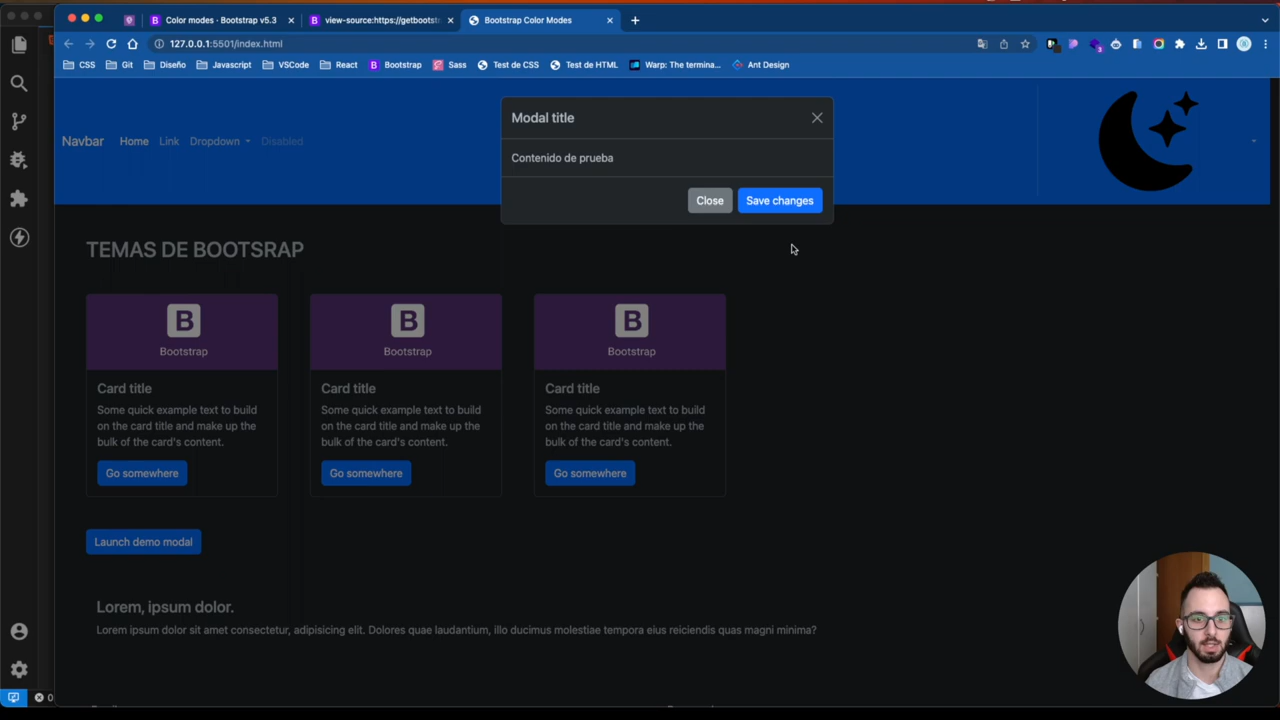 Color modes · Bootstrap v5.3
view-source:https://getbootstr
Bootstrap Color Modes
127.0.0.1:5501/index.html
CSS
Git
Diseño
Javascript
VSCode
React
Bootstrap
Sass
Test de CSS
Test de HTML
Warp: The termina...
Ant Design
Navbar
Home
Link
Dropdown
Disabled
Modal title
Contenido de prueba
Close
Save changes
TEMAS DE BOOTSRAP
B
Bootstrap
Card title
Some quick example text to build
on the card title and make up the
bulk of the card's content.
Go somewhere
B
Bootstrap
Card title
Some quick example text to build
on the card title and make up the
bulk of the card's content.
Go somewhere
B
Bootstrap
Card title
Some quick example text to build
on the card title and make up the
bulk of the card's content.
Go somewhere
Launch demo modal
Lorem, ipsum dolor.
Lorem ipsum dolor sit amet consectetur, adipisicing elit. Dolores quae laudantium, illo ducimus molestiae tempora eius reiciendis quas magni minima?
0